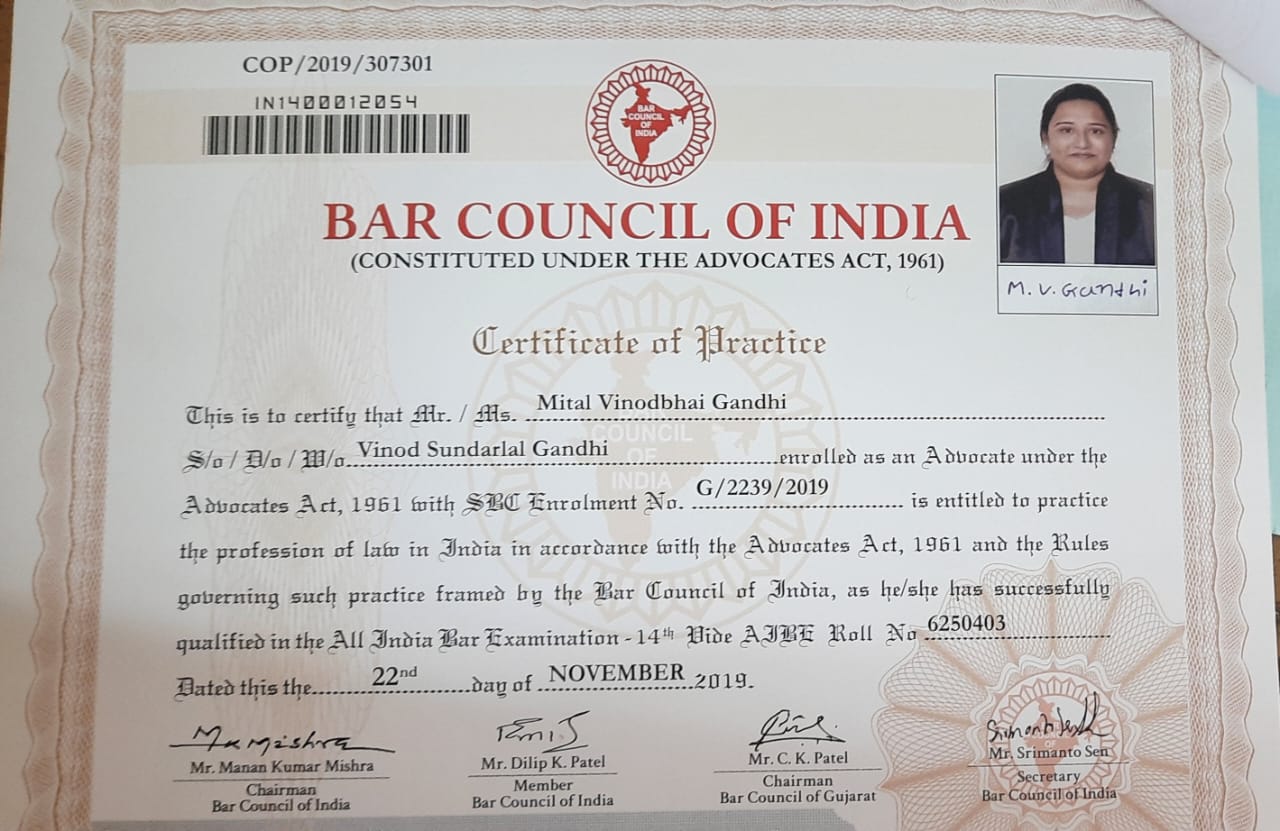 COP/2019/307301
IN1400012054
BAR
COUNCIL
OF
INDIA
BAR COUNCIL OF INDIA
(CONSTITUTED UNDER THE ADVOCATES ACT, 1961)
M. V. Gandhi
Certificate of Practice
This is to certify that Mr. / Ms. Mital Vinodbhai Gandhi
S/o / D/o / W/o Vinod Sundarlal Gandhi enrolled as an Advocate under the
Advocates Act, 1961 with SBC Enrolment No. G/2239/2019 is entitled to practice
the profession of law in India in accordance with the Advocates Act, 1961 and the Rules
governing such practice framed by the Bar Council of India, as he/she has successfully
qualified in the All India Bar Examination - 14th Vide AIBE Roll No 6250403
Dated this the 22nd day of NOVEMBER 2019.
COUNCIL
OF
INDIA
Mr. Manan Kumar Mishra
Chairman
Bar Council of India
Mr. Dilip K. Patel
Member
Bar Council of India
Mr. C. K. Patel
Chairman
Bar Council of Gujarat
Mr. Srimanto Sen
Secretary
Bar Council of India